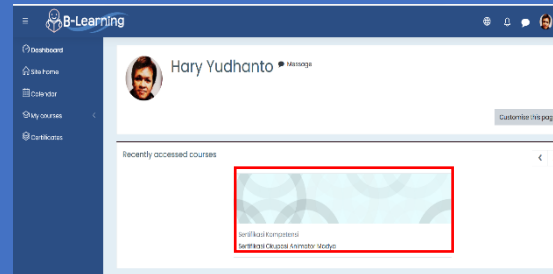 B-Learning
Dashboard
Site home
Calendar
My courses
Certificates
Hary Yudhanto Message
Customise this pag
Recently accessed courses
Sertifikasi Kompetensi
Sertifikasi Okupasi Animator Madya